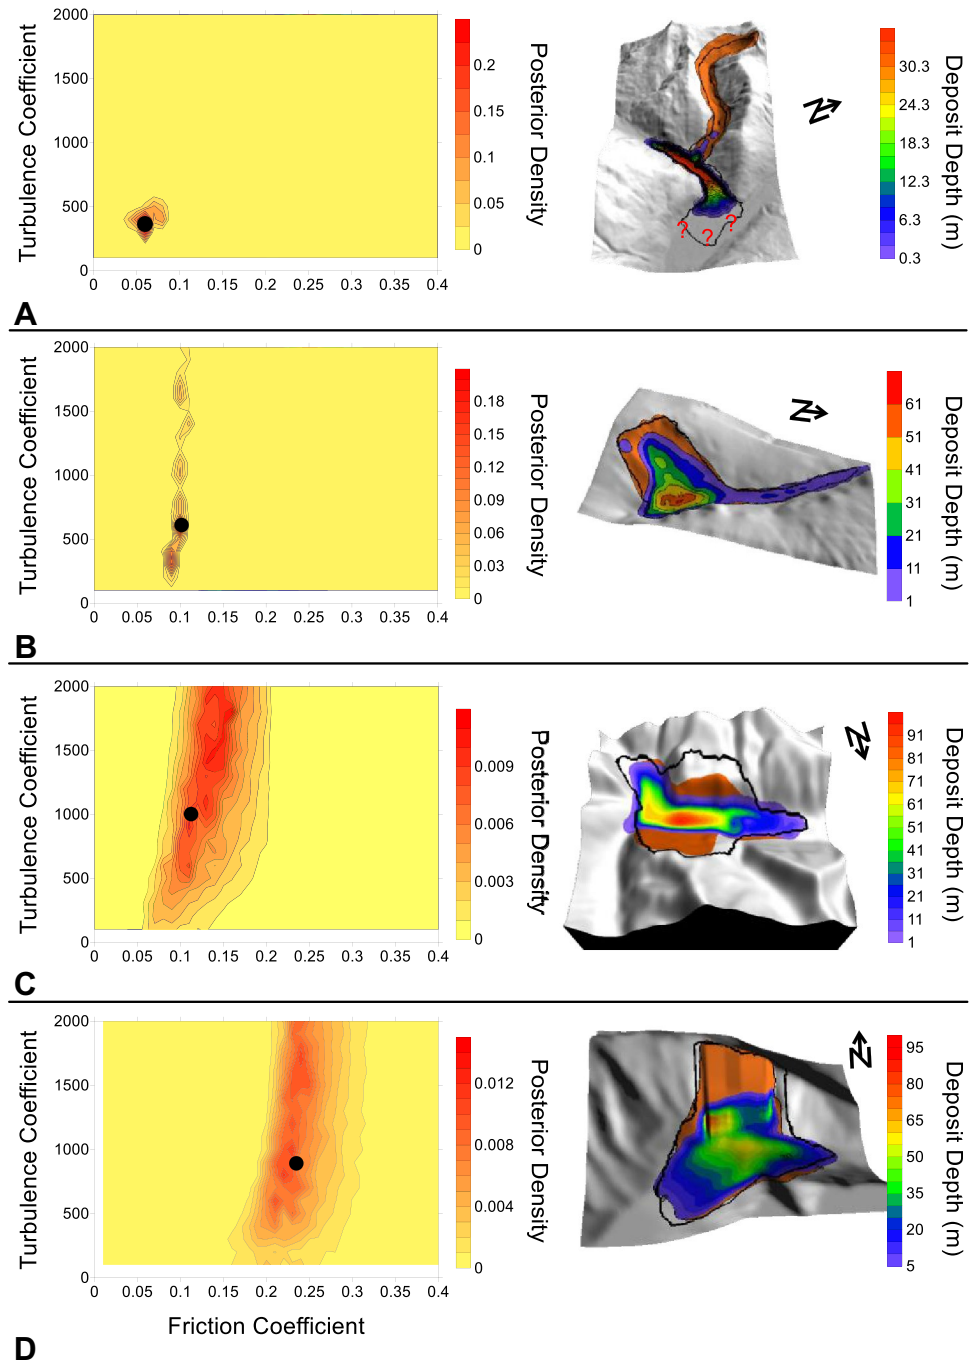 2000
1500
1000
500
0
0 0.05 0.1 0.15 0.2 0.25 0.3 0.35 0.4
Turbulence Coefficient
0.2
0.15
0.1
0.05
0
Posterior Density
N
? ? ?
30.3
24.3
18.3
12.3
6.3
0.3
Deposit Depth (m)
A
2000
1500
1000
500
0
0 0.05 0.1 0.15 0.2 0.25 0.3 0.35 0.4
Turbulence Coefficient
0.18
0.15
0.12
0.09
0.06
0.03
0
Posterior Density
N
61
51
41
31
21
11
1
Deposit Depth (m)
B
2000
1500
1000
500
0
0 0.05 0.1 0.15 0.2 0.25 0.3 0.35 0.4
Turbulence Coefficient
0.009
0.006
0.003
0
Posterior Density
N
91
81
71
61
51
41
31
21
11
1
Deposit Depth (m)
C
2000
1500
1000
500
0
0 0.05 0.1 0.15 0.2 0.25 0.3 0.35 0.4
Turbulence Coefficient
Friction Coefficient
0.012
0.008
0.004
0
Posterior Density
N
95
80
65
50
35
20
5
Deposit Depth (m)
D